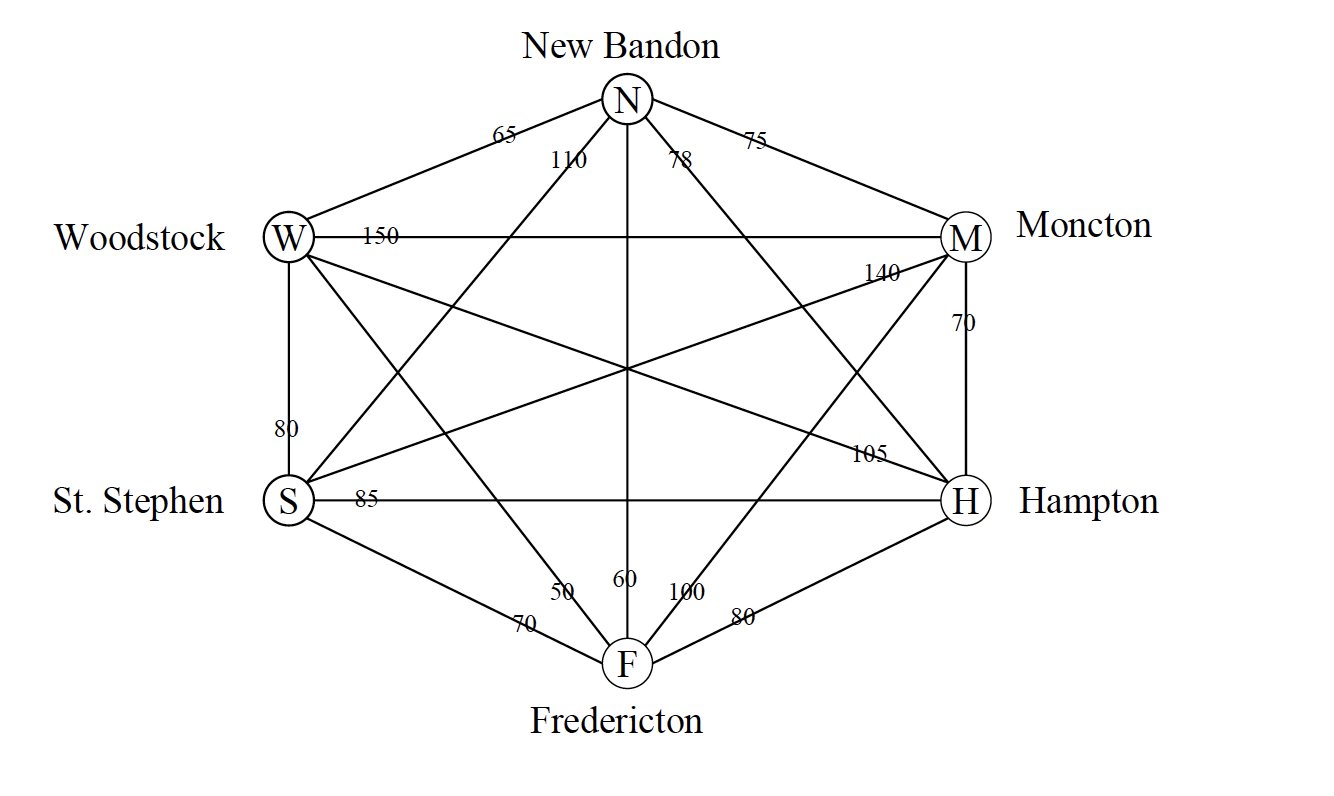 New Bandon
N
65
75
110
78
Woodstock
W
150
M
Moncton
140
70
80
105
St. Stephen
S
85
H
Hampton
50
60
100
70
80
F
Fredericton